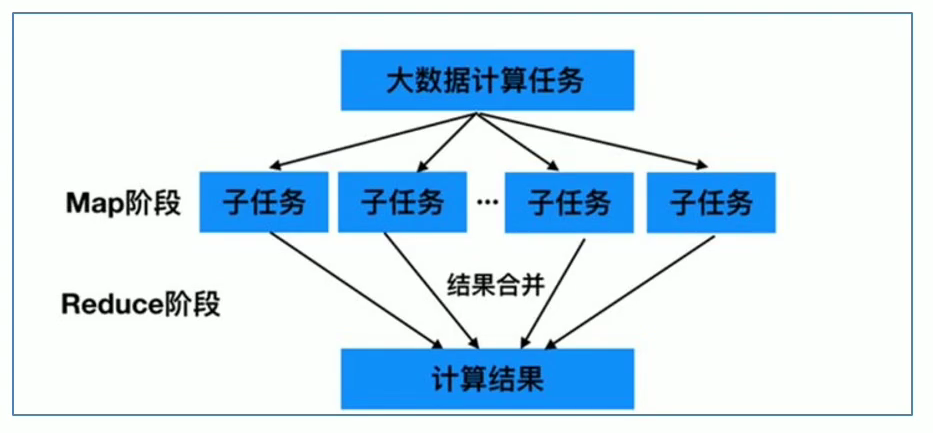 大数据计算任务
Map阶段
子任务
子任务
...
子任务
子任务
结果合并
Reduce阶段
计算结果